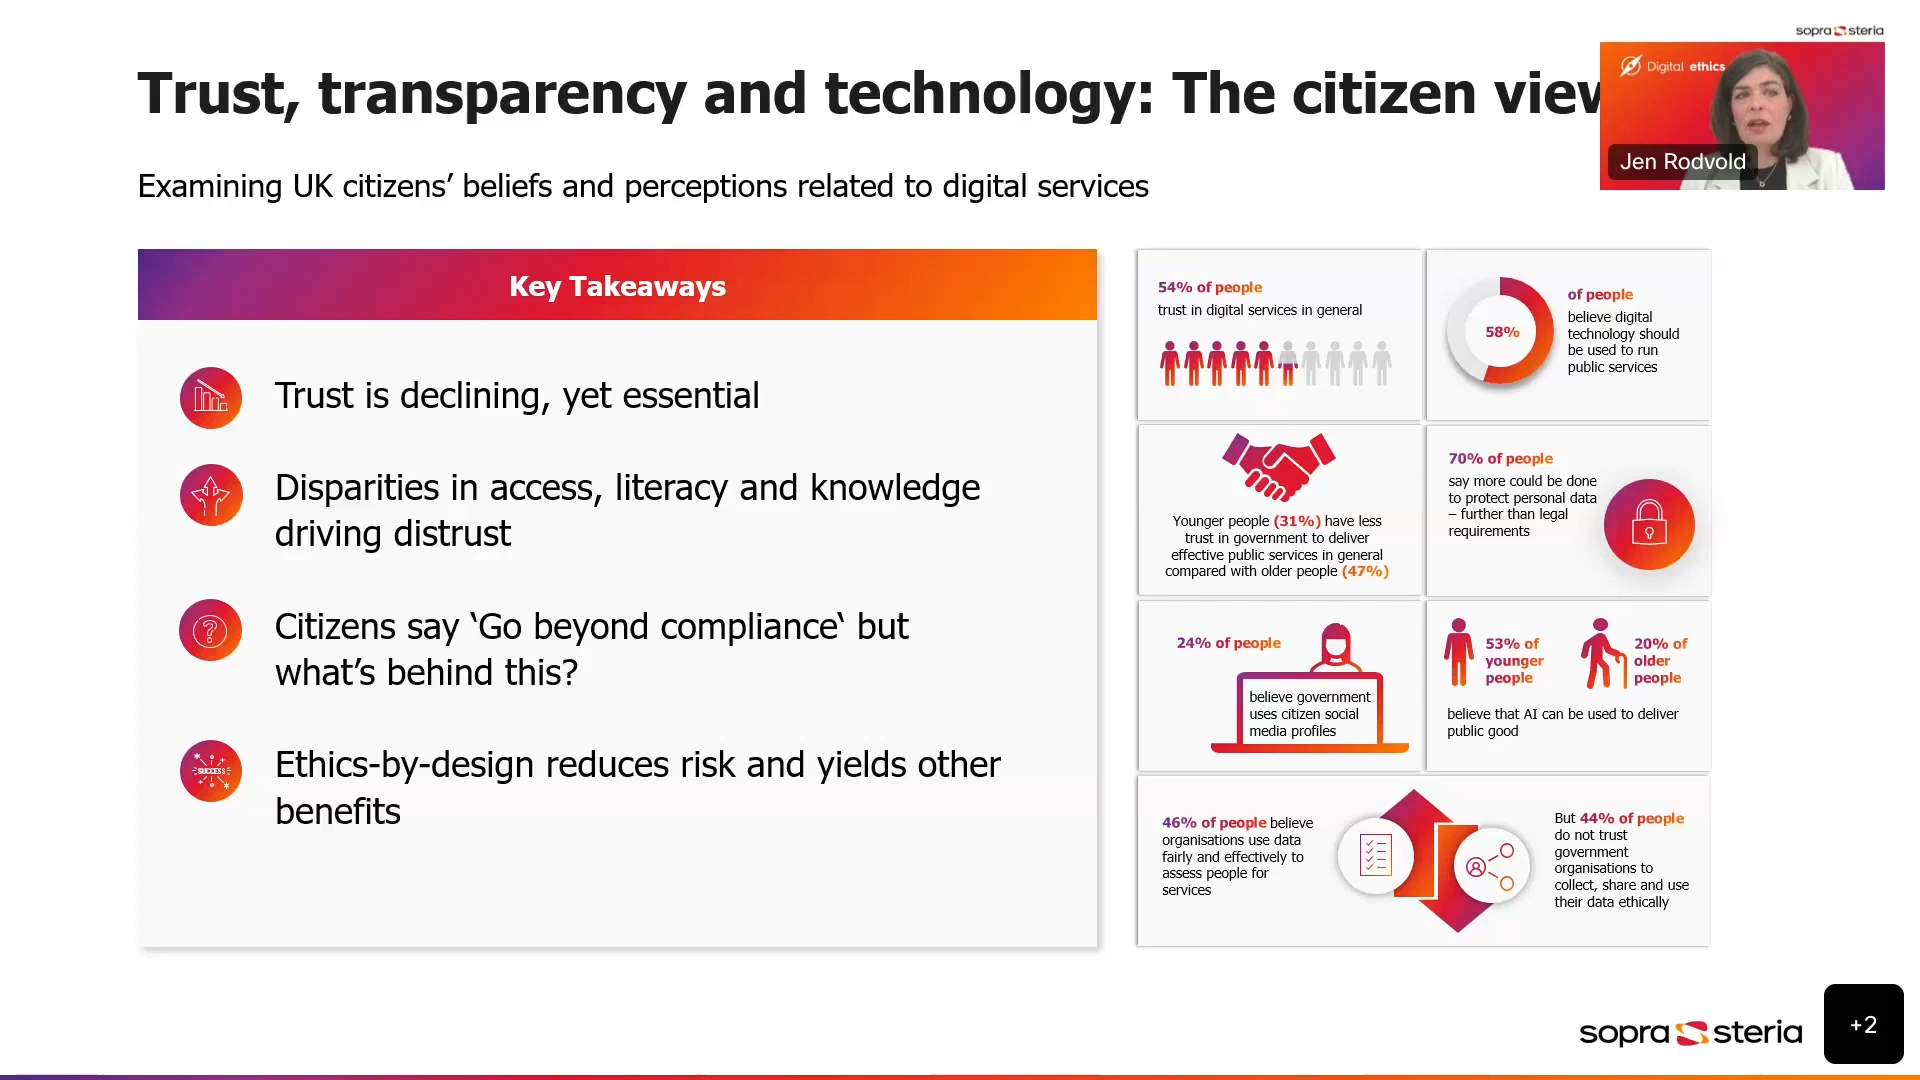 sopra steria
Trust, transparency and technology: The citizen view
Digital ethics
Jen Rodvold
Examining UK citizens’ beliefs and perceptions related to digital services
Key Takeaways
Trust is declining, yet essential
Disparities in access, literacy and knowledge
driving distrust
Citizens say ‘Go beyond compliance‘ but
what’s behind this?
SUCCESS
Ethics-by-design reduces risk and yields other
benefits
54% of people
trust in digital services in general
58%
of people
believe digital
technology should
be used to run
public services
Younger people (31%) have less
trust in government to deliver
effective public services in general
compared with older people (47%)
70% of people
say more could be done
to protect personal data
– further than legal
requirements
24% of people
believe government
uses citizen social
media profiles
53% of
younger
people
20% of
older
people
believe that AI can be used to deliver
public good
46% of people believe
organisations use data
fairly and effectively to
assess people for
services
But 44% of people
do not trust
government
organisations to
collect, share and use
their data ethically
sopra steria
+2